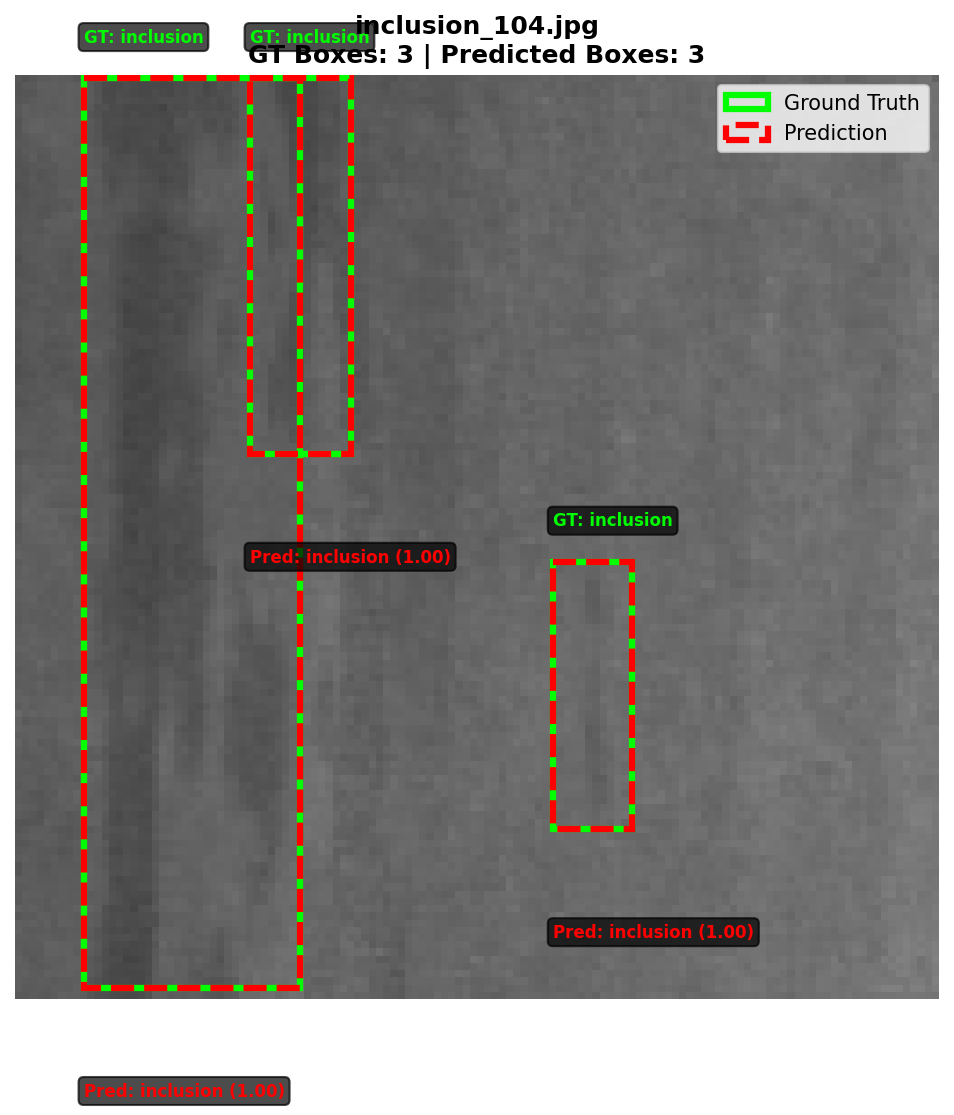 inclusion_104.jpg
GT Boxes: 3 | Predicted Boxes: 3
GT: inclusion
GT: inclusion
Ground Truth
Prediction
GT: inclusion
Pred: inclusion (1.00)
Pred: inclusion (1.00)
Pred: inclusion (1.00)